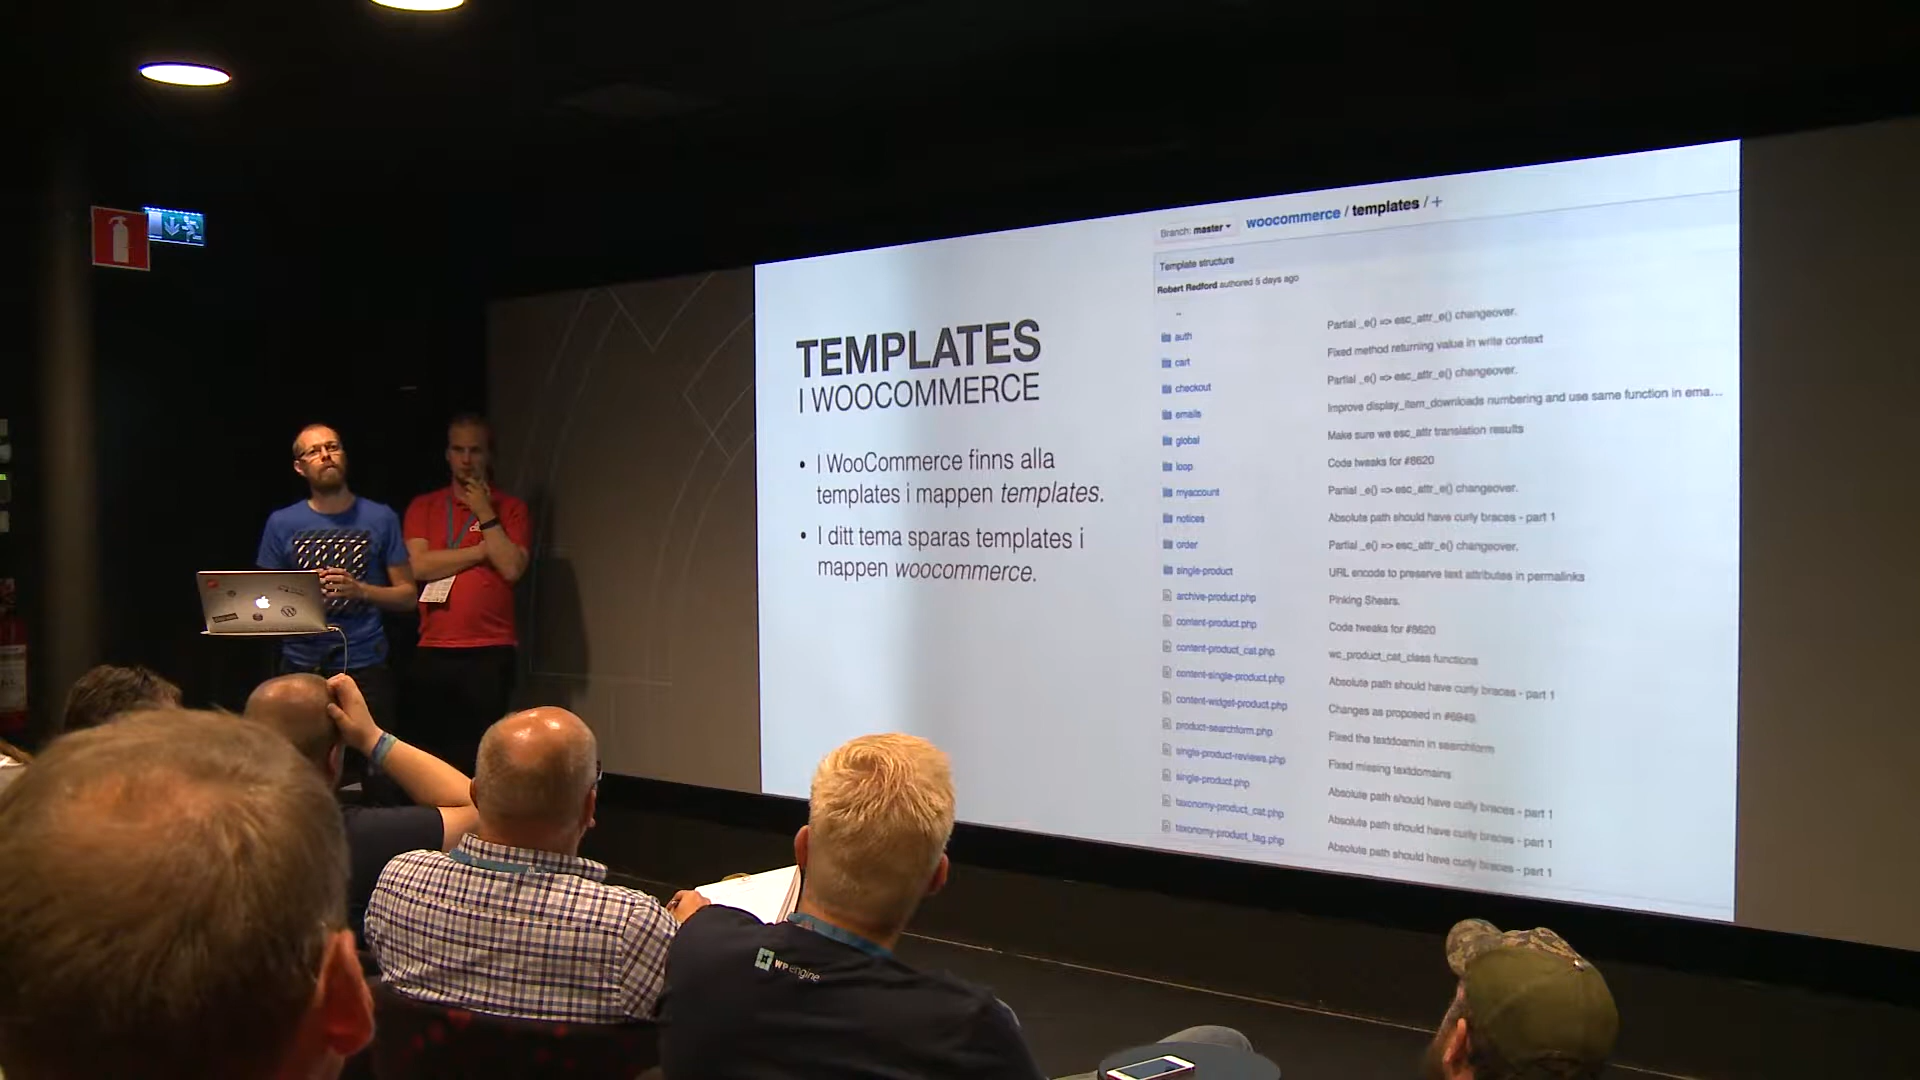 TEMPLATES
I WOOCOMMERCE
• I WooCommerce finns alla
templates i mappen templates.
• I ditt tema sparas templates i
mappen woocommerce.
Branch: master
woocommerce / templates / +
Template structure
Robert Redford authored 5 days ago
..
auth Partial _e() => esc_attr_e() changeover.
cart Fixed method returning value in write context
checkout Partial _e() => esc_attr_e() changeover.
emails Improve display_item_downloads numbering and use same function in ema…
global Make sure we esc_attr translation results
loop Code tweaks for #8620
myaccount Partial _e() => esc_attr_e() changeover.
notices Absolute path should have curly braces - part 1
order Partial _e() => esc_attr_e() changeover.
single-product URL encode to preserve text attributes in permalinks
archive-product.php Pinking Shears.
content-product.php Code tweaks for #8620
content-product_cat.php wc_product_cat_class functions
content-single-product.php Absolute path should have curly braces - part 1
content-widget-product.php Changes as proposed in #6949.
product-searchform.php Fixed the textdoamin in searchform
single-product-reviews.php Fixed missing textdomains
single-product.php Absolute path should have curly braces - part 1
taxonomy-product_cat.php Absolute path should have curly braces - part 1
taxonomy-product_tag.php Absolute path should have curly braces - part 1
WP engine